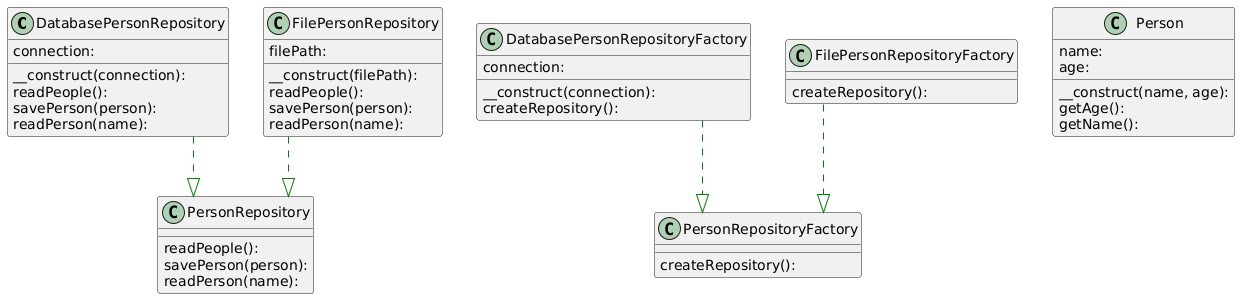 C DatabasePersonRepository
connection:
__construct(connection):
readPeople():
savePerson(person):
readPerson(name):
C FilePersonRepository
filePath:
__construct(filePath):
readPeople():
savePerson(person):
readPerson(name):
C DatabasePersonRepositoryFactory
connection:
__construct(connection):
createRepository():
C FilePersonRepositoryFactory
createRepository():
C Person
name:
age:
__construct(name, age):
getAge():
getName():
C PersonRepository
readPeople():
savePerson(person):
readPerson(name):
C PersonRepositoryFactory
createRepository():